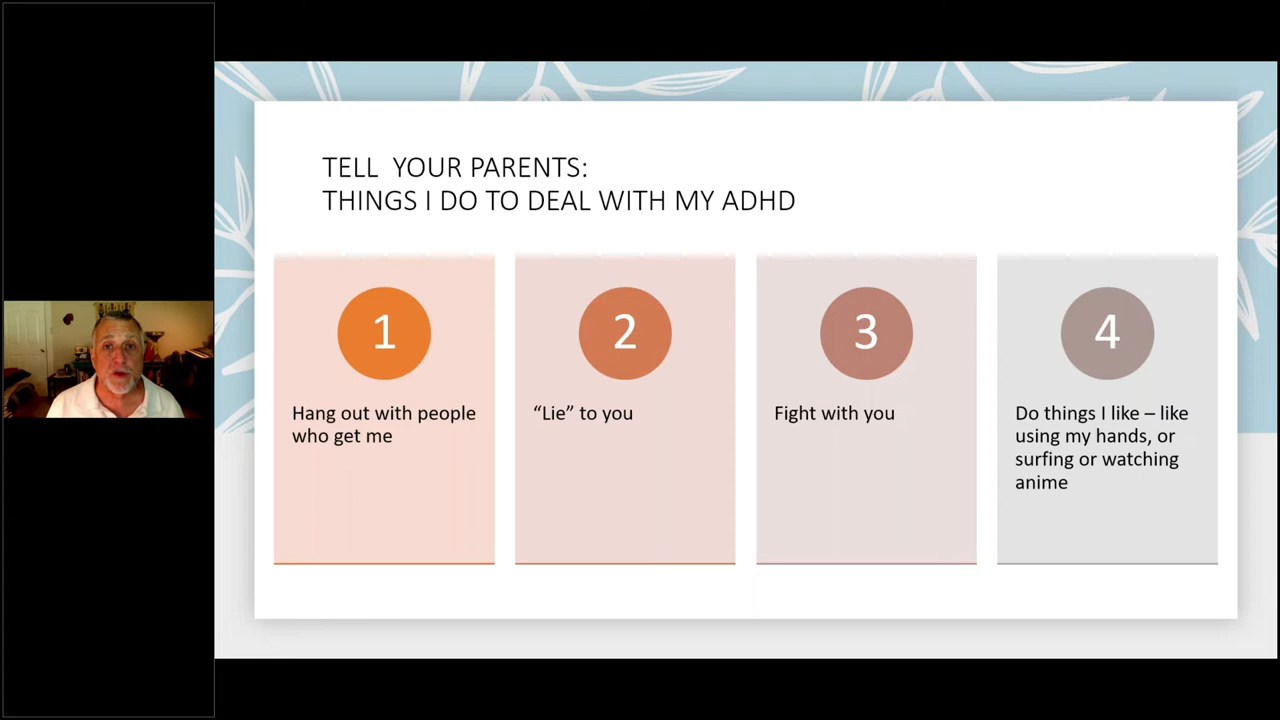 TELL YOUR PARENTS:
THINGS I DO TO DEAL WITH MY ADHD
1
Hang out with people
who get me
2
“Lie” to you
3
Fight with you
4
Do things I like – like
using my hands, or
surfing or watching
anime